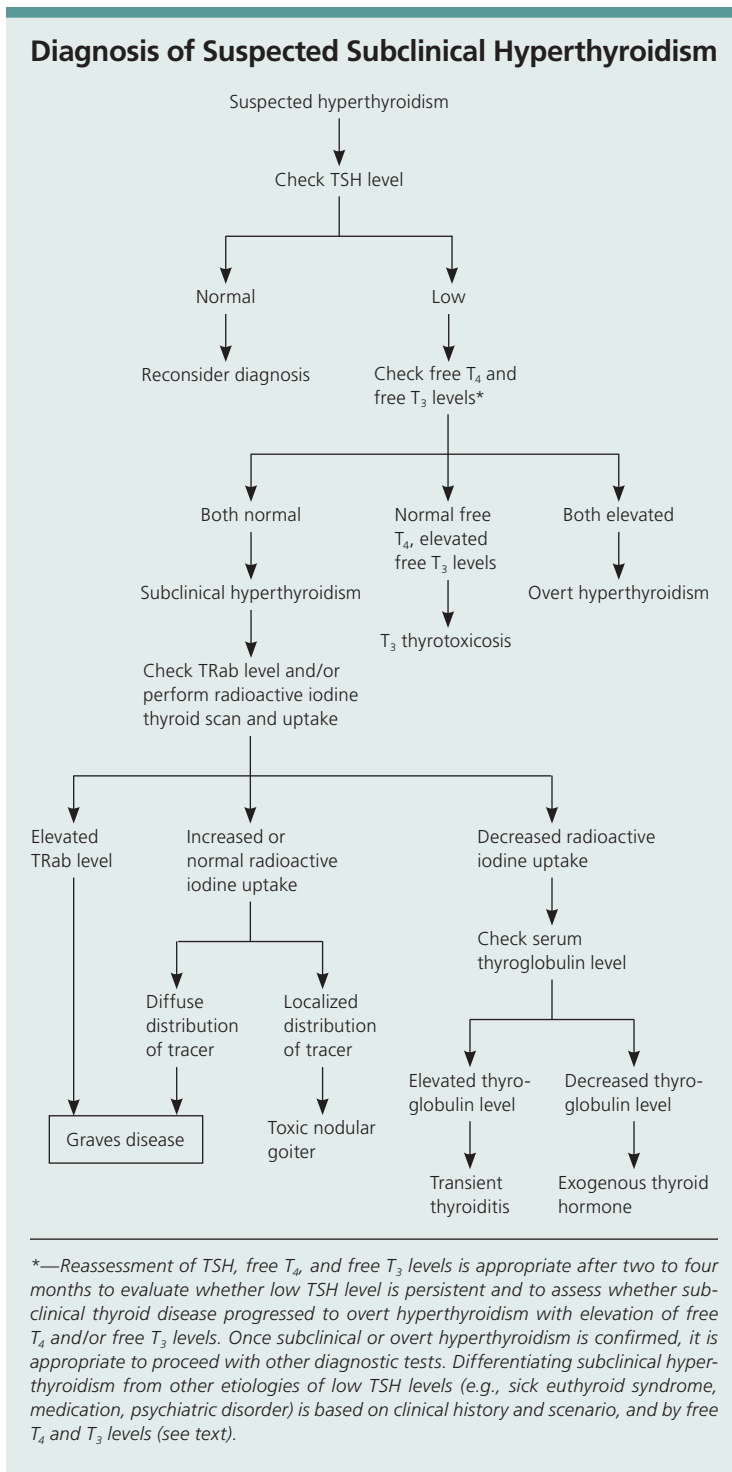 Diagnosis of Suspected Subclinical Hyperthyroidism
Suspected hyperthyroidism
Check TSH level
Normal
Low
Reconsider diagnosis
Check free T₄ and
free T₃ levels*
Both normal
Normal free
T₄, elevated
free T₃ levels
Both elevated
Subclinical hyperthyroidism
Overt hyperthyroidism
T₃ thyrotoxicosis
Check TRab level and/or
perform radioactive iodine
thyroid scan and uptake
Elevated
TRab level
Increased or
normal radioactive
iodine uptake
Decreased radioactive
iodine uptake
Check serum
thyroglobulin level
Diffuse
distribution
of tracer
Localized
distribution
of tracer
Elevated thyro-
globulin level
Decreased thyro-
globulin level
Graves disease
Toxic nodular
goiter
Transient
thyroiditis
Exogenous thyroid
hormone
*—Reassessment of TSH, free T₄, and free T₃ levels is appropriate after two to four
months to evaluate whether low TSH level is persistent and to assess whether sub-
clinical thyroid disease progressed to overt hyperthyroidism with elevation of free
T₄ and/or free T₃ levels. Once subclinical or overt hyperthyroidism is confirmed, it is
appropriate to proceed with other diagnostic tests. Differentiating subclinical hyper-
thyroidism from other etiologies of low TSH levels (e.g., sick euthyroid syndrome,
medication, psychiatric disorder) is based on clinical history and scenario, and by free
T₄ and T₃ levels (see text).